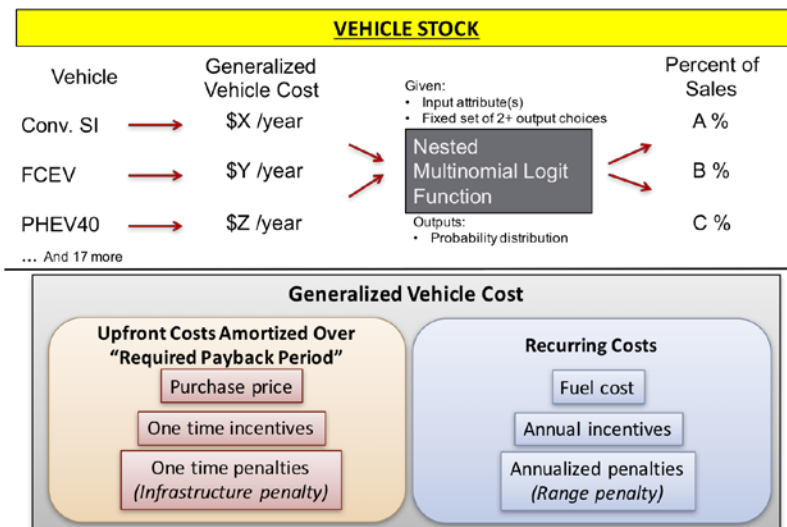 VEHICLE STOCK
Vehicle
Generalized
Vehicle Cost
Percent of
Sales
Given:
• Input attribute(s)
• Fixed set of 2+ output choices
Conv. SI
$X /year
A %
Nested
Multinomial Logit
Function
FCEV
$Y /year
B %
Outputs:
• Probability distribution
PHEV40
$Z /year
C %
... And 17 more
Generalized Vehicle Cost
Upfront Costs Amortized Over
“Required Payback Period”
Purchase price
One time incentives
One time penalties
(Infrastructure penalty)
Recurring Costs
Fuel cost
Annual incentives
Annualized penalties
(Range penalty)